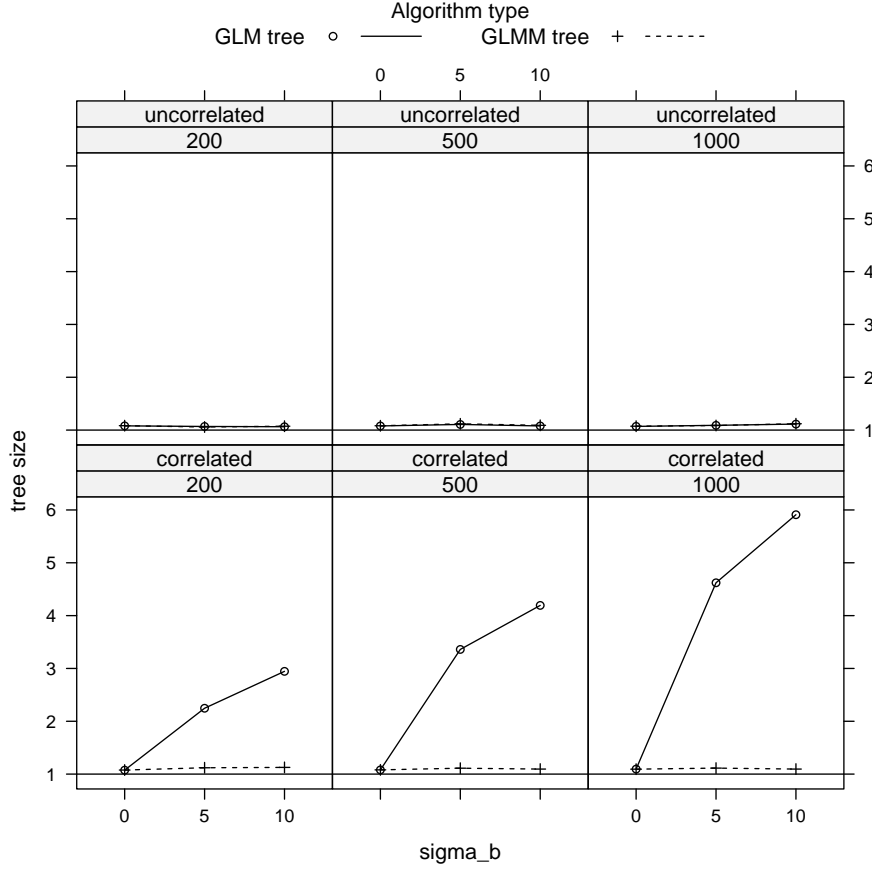 Algorithm type
GLM tree GLMM tree
0 5 10
uncorrelated uncorrelated uncorrelated
200 500 1000
6
5
4
3
2
1
tree size
correlated correlated correlated
200 500 1000
6
5
4
3
2
1
0 5 10 0 5 10
sigma_b